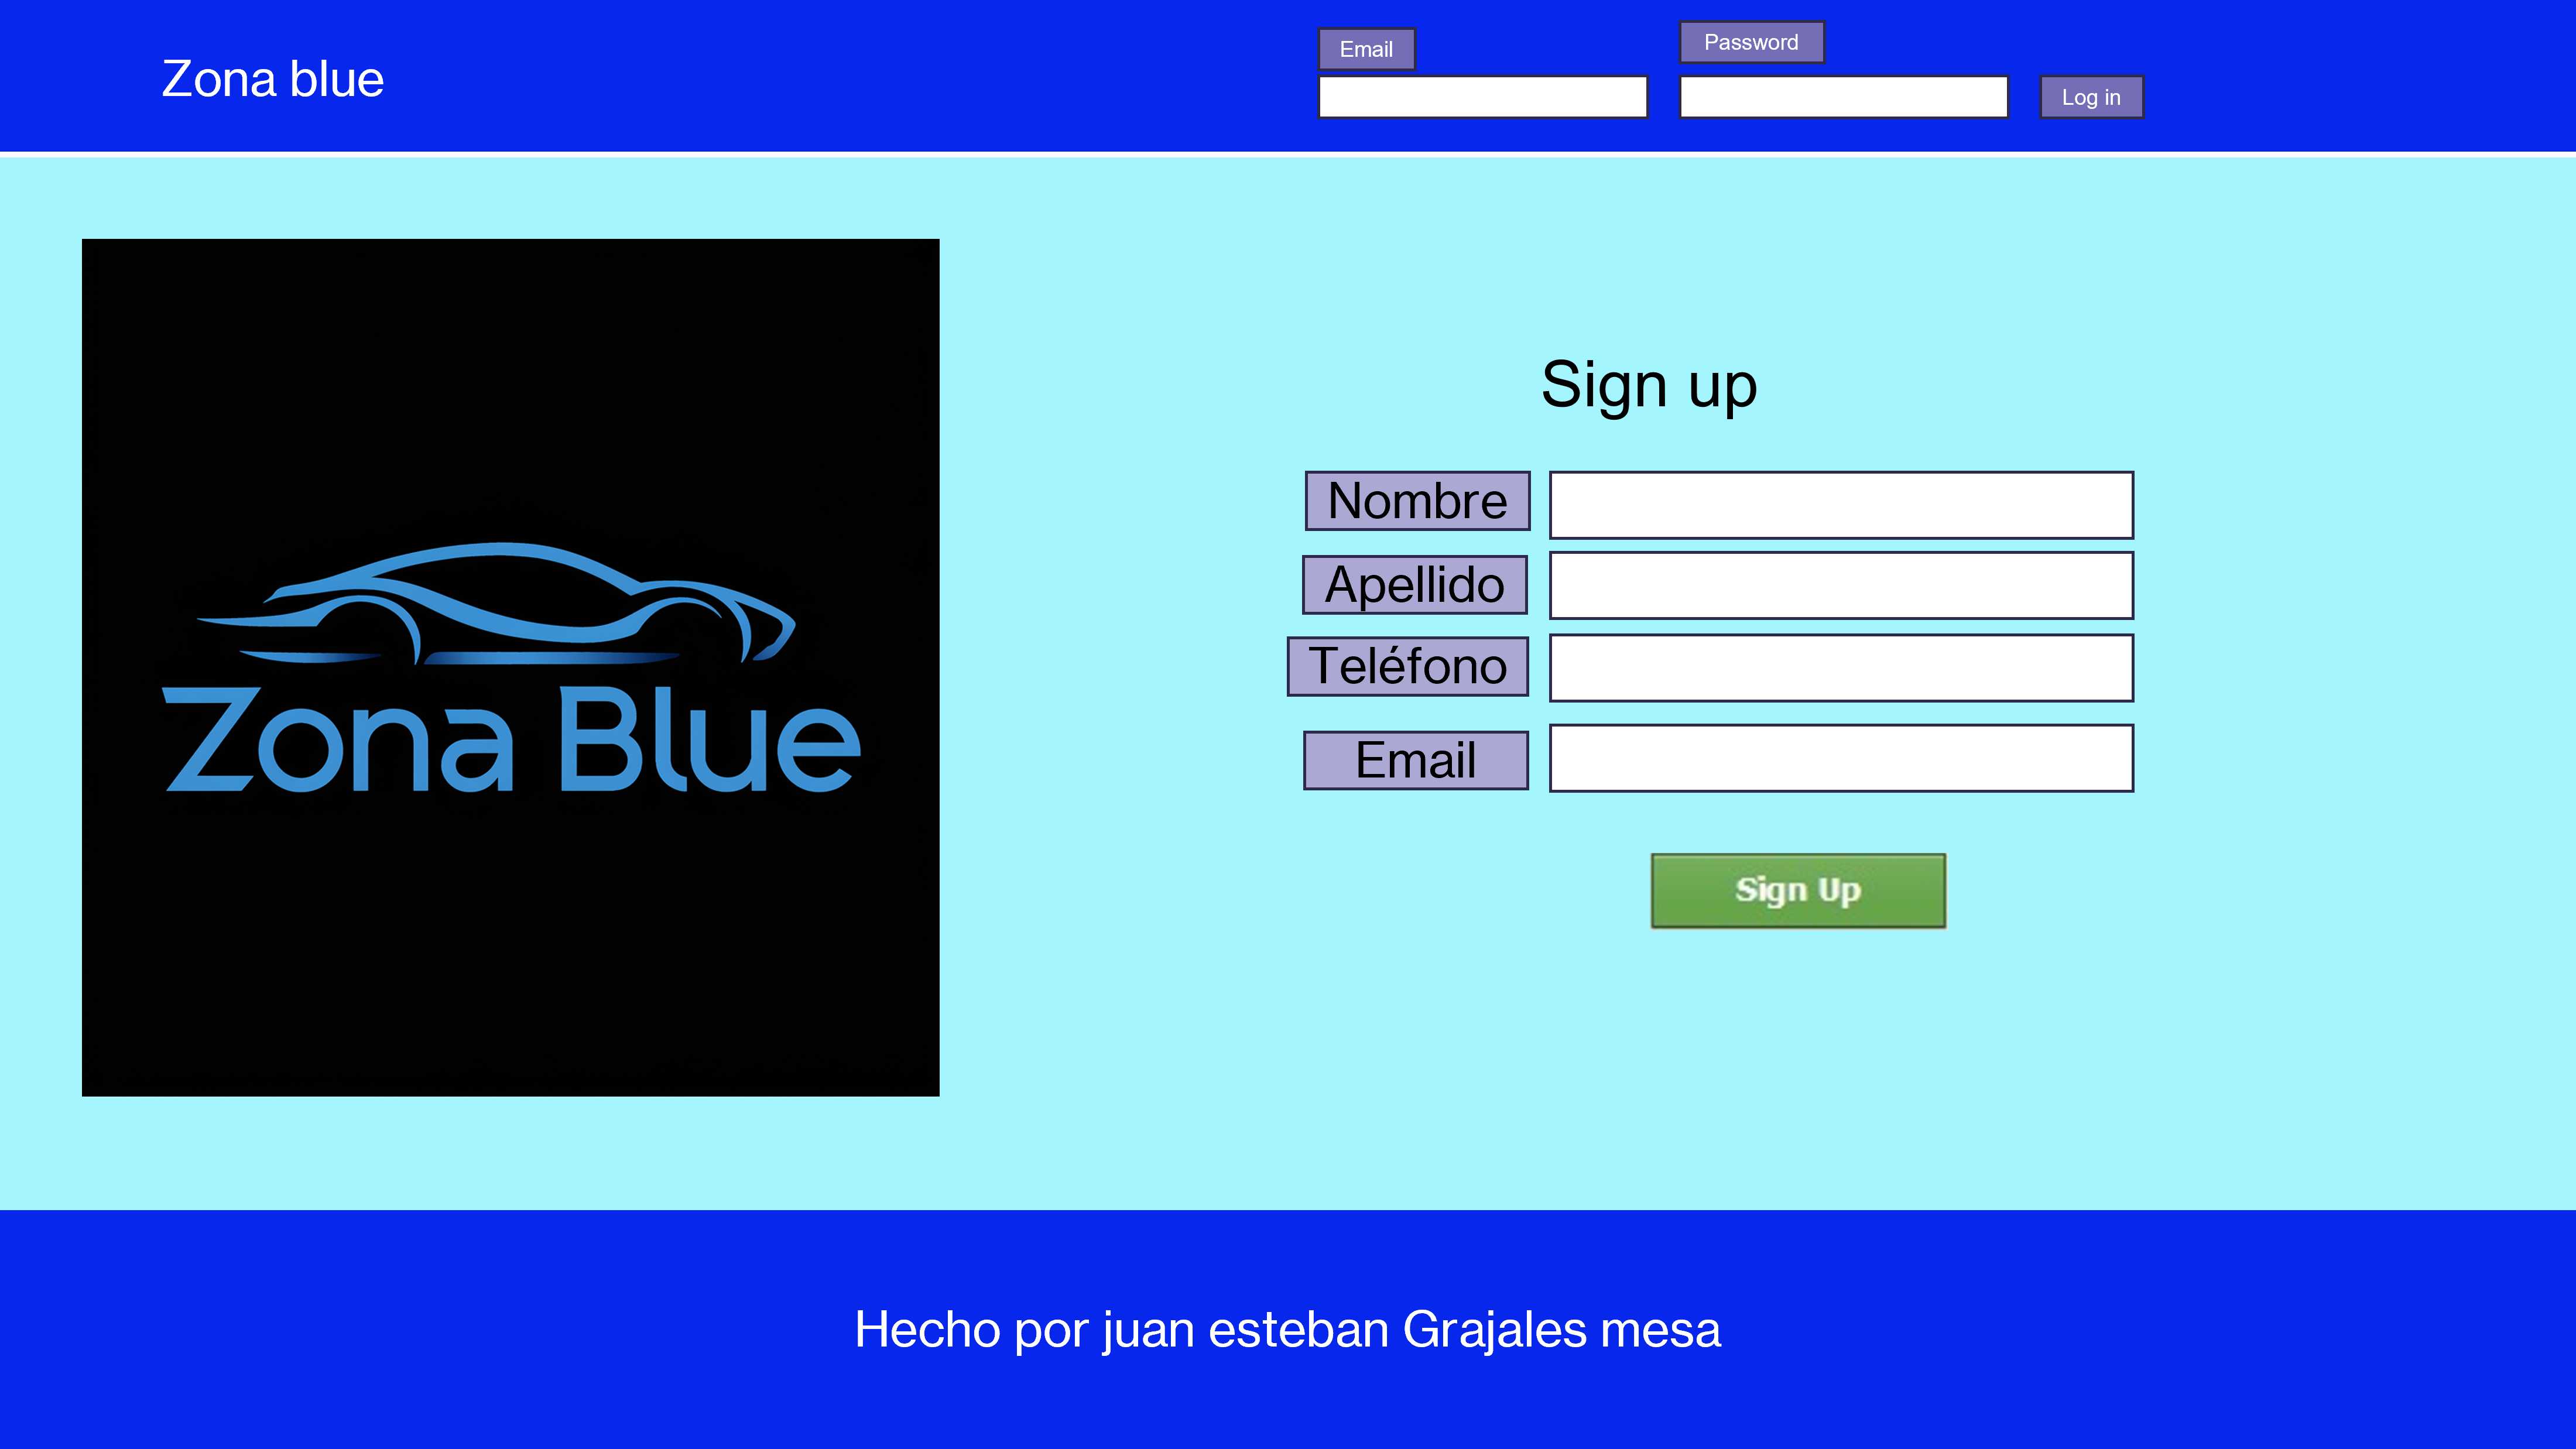 Zona blue
Email
Password
Log in
Zona Blue
Sign up
Nombre
Apellido
Teléfono
Email
Sign Up
Hecho por juan esteban Grajales mesa